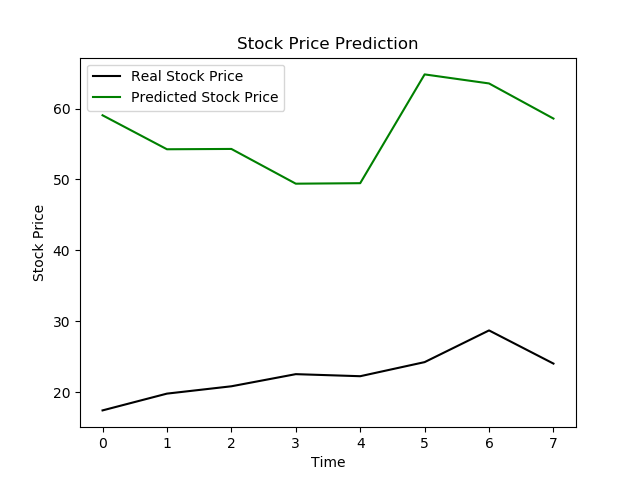 Stock Price Prediction
Real Stock Price
Predicted Stock Price
60
50
40
30
20
Stock Price
0 1 2 3 4 5 6 7
Time